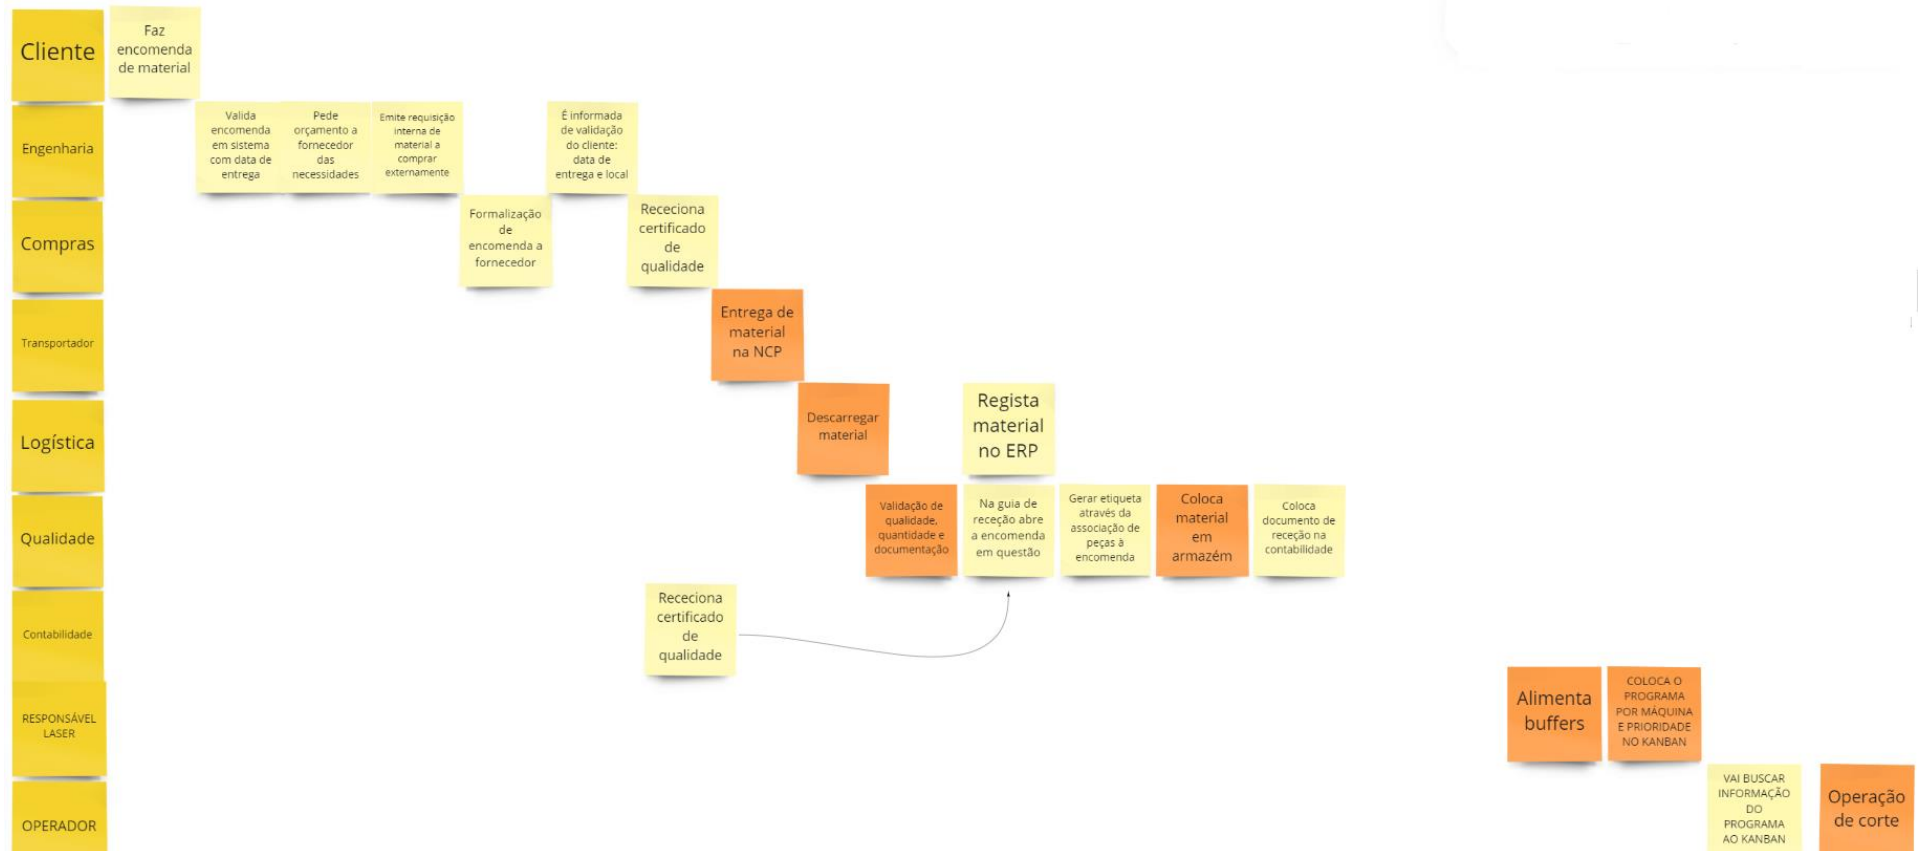 Cliente
Faz
encomenda
de material
Engenharia
Valida
encomenda
em sistema
com data de
entrega
Pede
orçamento a
fornecedor
das
necessidades
Emite requisição
interna de
material a
comprar
externamente
É informada
de validação
do cliente:
data de
entrega e local
Compras
Formalização
de
encomenda a
fornecedor
Receciona
certificado
de
qualidade
Transportador
Entrega de
material
na NCP
Logística
Descarregar
material
Regista
material
no ERP
Qualidade
Validação de
qualidade,
quantidade e
documentação
Na guia de
receção abre
a encomenda
em questão
Gerar etiqueta
através da
associação de
peças à
encomenda
Coloca
material
em
armazém
Coloca
documento de
receção na
contabilidade
Contabilidade
Receciona
certificado
de
qualidade
RESPONSÁVEL
LASER
Alimenta
buffers
COLOCA O
PROGRAMA
POR MÁQUINA
E PRIORIDADE
NO KANBAN
OPERADOR
VAI BUSCAR
INFORMAÇÃO
DO
PROGRAMA
AO KANBAN
Operação
de corte